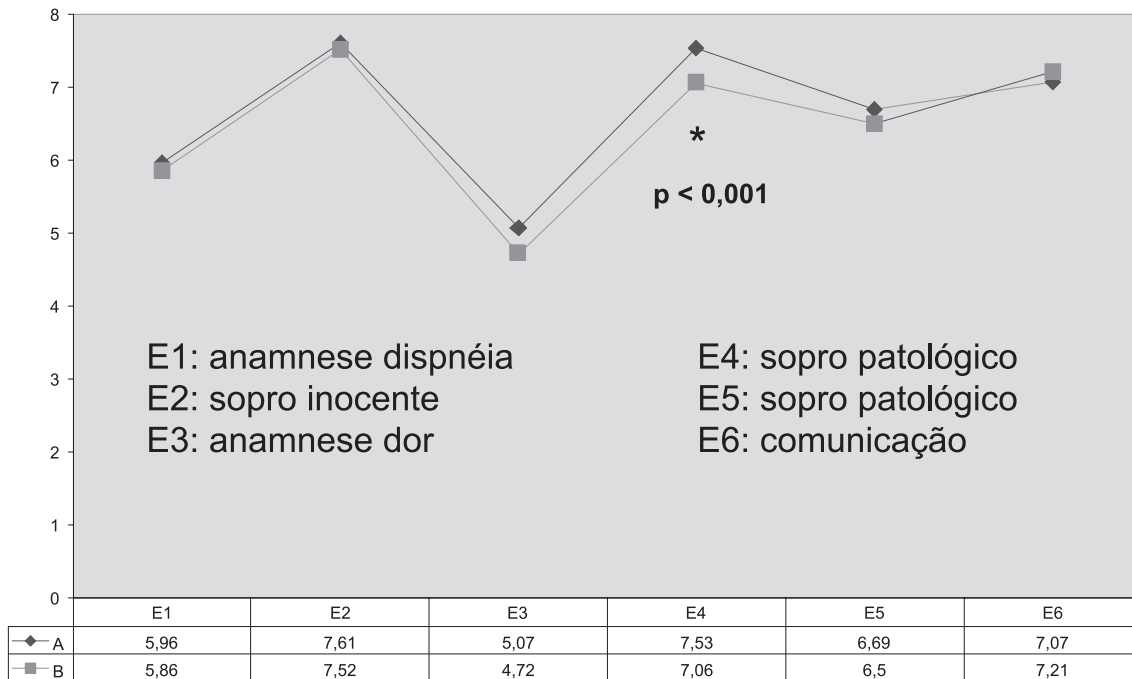 8
7
6
5
4
3
2
1
0
*
p < 0,001
E1: anamnese dispnéia
E2: sopro inocente
E3: anamnese dor
E4: sopro patológico
E5: sopro patológico
E6: comunicação
E1 E2 E3 E4 E5 E6
A 5,96 7,61 5,07 7,53 6,69 7,07
B 5,86 7,52 4,72 7,06 6,5 7,21